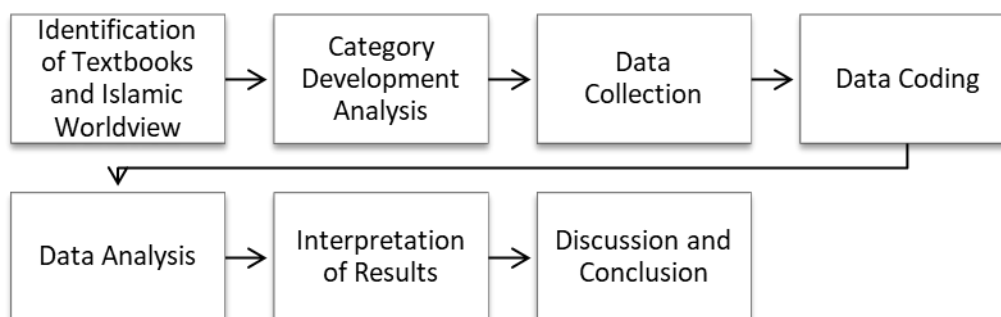 Identification
of Textbooks
and Islamic
Worldview
Category
Development
Analysis
Data
Collection
Data Coding
Data Analysis
Interpretation
of Results
Discussion and
Conclusion